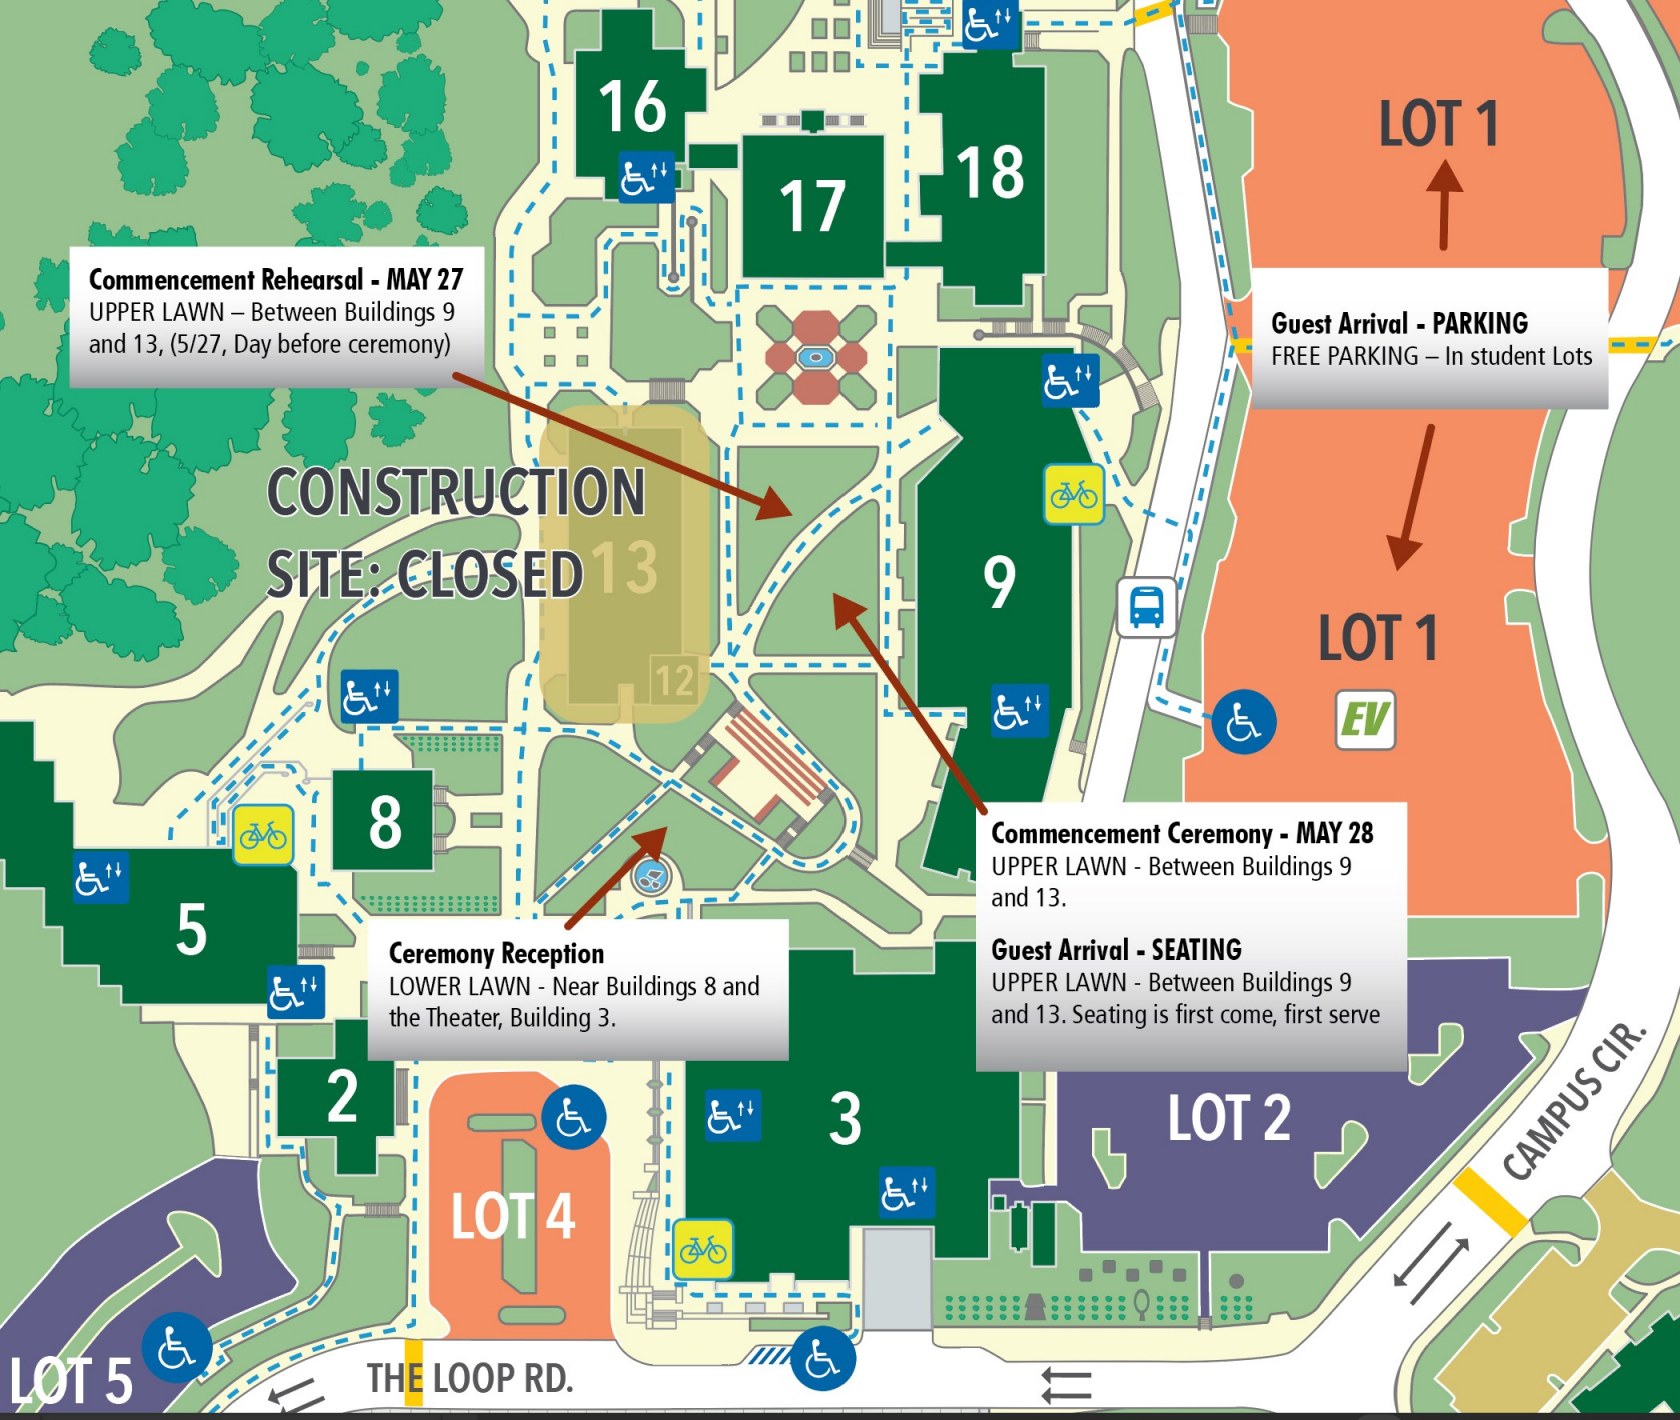 16
17
18
LOT 1
Commencement Rehearsal - MAY 27
UPPER LAWN – Between Buildings 9
and 13, (5/27, Day before ceremony)
Guest Arrival - PARKING
FREE PARKING – In student Lots
CONSTRUCTION
SITE: CLOSED
13
12
9
LOT 1
EV
8
5
Commencement Ceremony - MAY 28
UPPER LAWN - Between Buildings 9
and 13.
Guest Arrival - SEATING
UPPER LAWN - Between Buildings 9
and 13. Seating is first come, first serve
Ceremony Reception
LOWER LAWN - Near Buildings 8 and
the Theater, Building 3.
2
3
LOT 2
CAMPUS CIR.
LOT 4
LOT 5
THE LOOP RD.